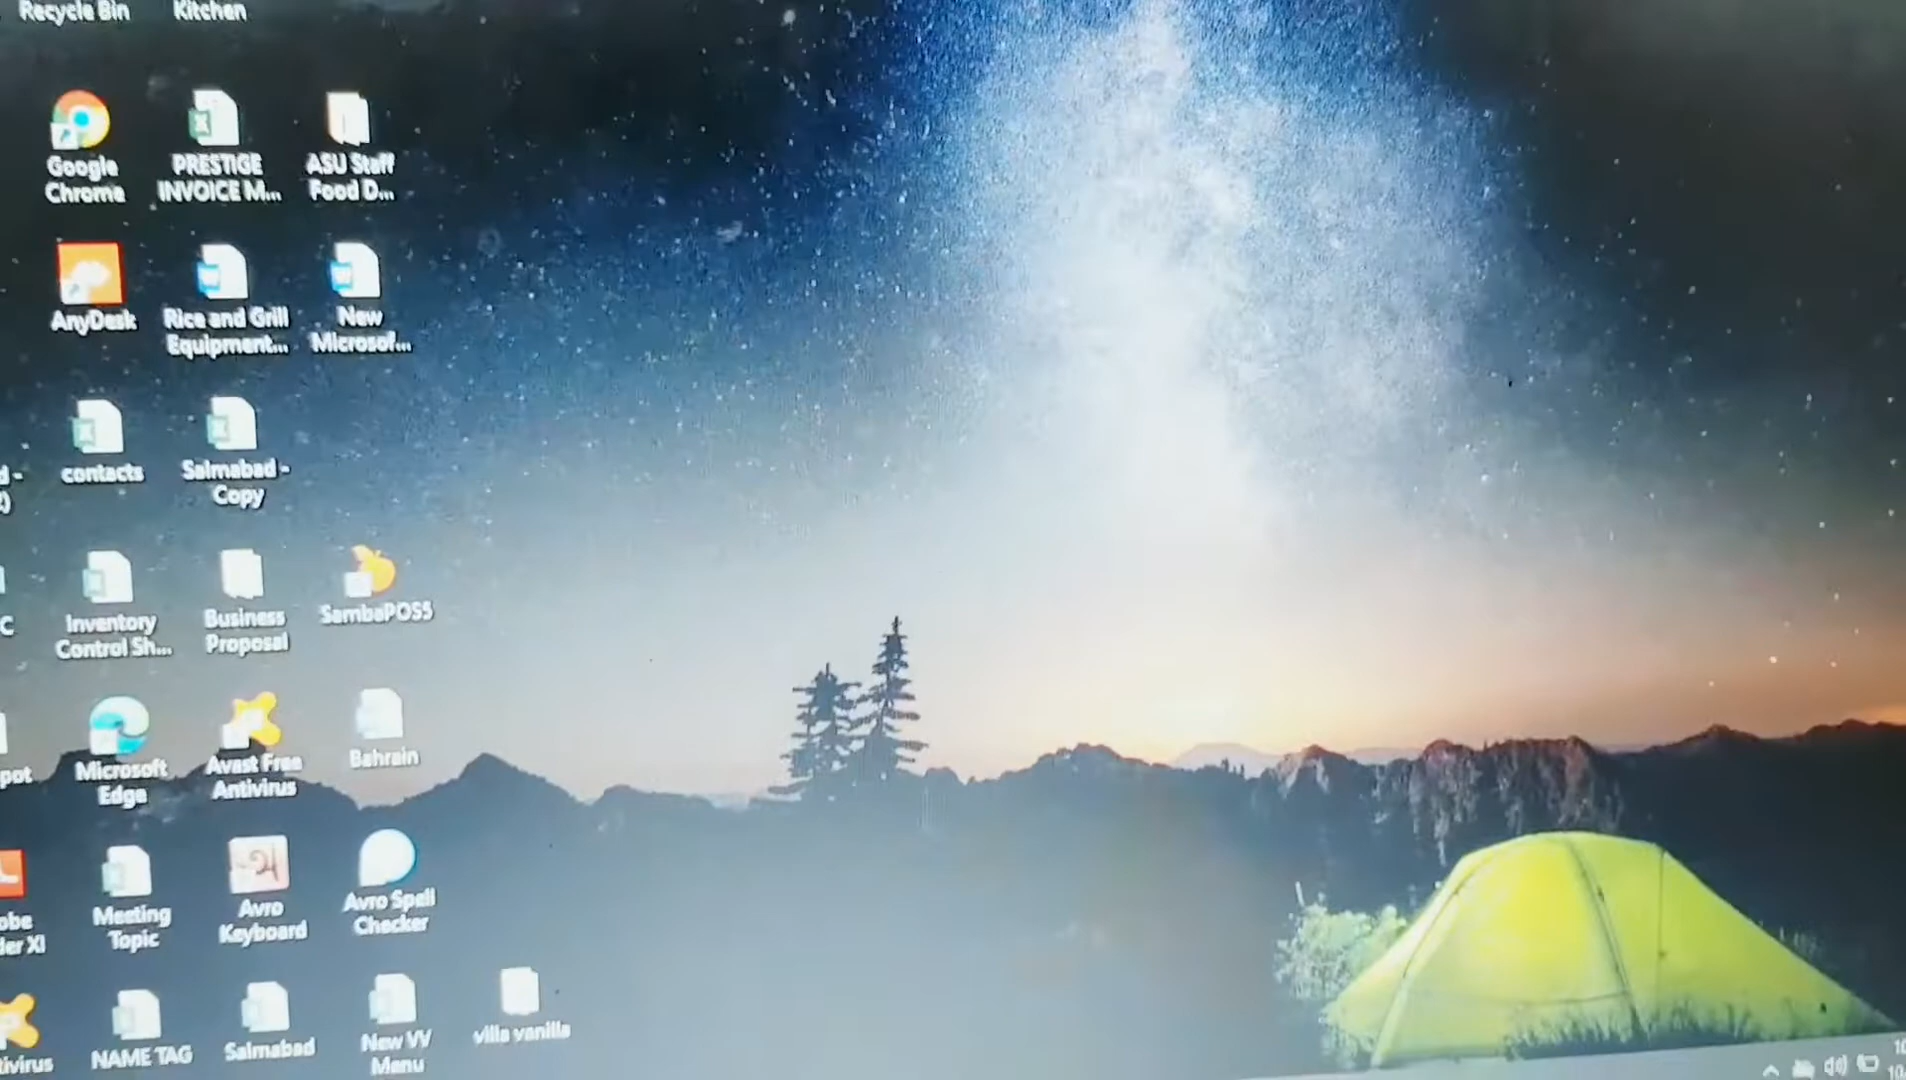 Recycle Bin
Kitchen
Google
Chrome
PRESTIGE
INVOICE M...
ASU Staff
Food D...
AnyDesk
Rice and Grill
Equipment...
New
Microsof...
contacts
Salmabad -
Copy
Inventory
Control Sh...
Business
Proposal
SambaPOS5
Microsoft
Edge
Avast Free
Antivirus
Bahrain
Meeting
Topic
Avro
Keyboard
Avro Spell
Checker
NAME TAG
Salmabad
New VV
Menu
villa vanilla